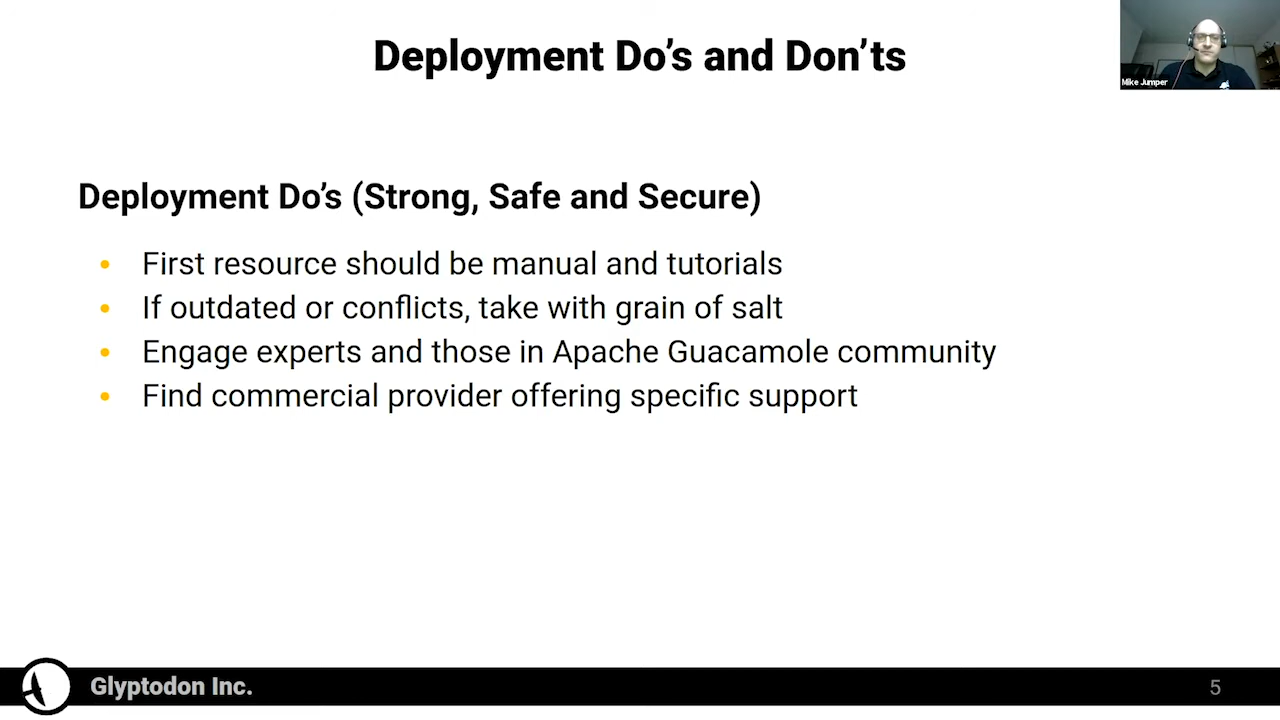 Deployment Do’s and Don’ts
Mike Jumper
Deployment Do’s (Strong, Safe and Secure)
• First resource should be manual and tutorials
• If outdated or conflicts, take with grain of salt
• Engage experts and those in Apache Guacamole community
• Find commercial provider offering specific support
Glyptodon Inc.
5